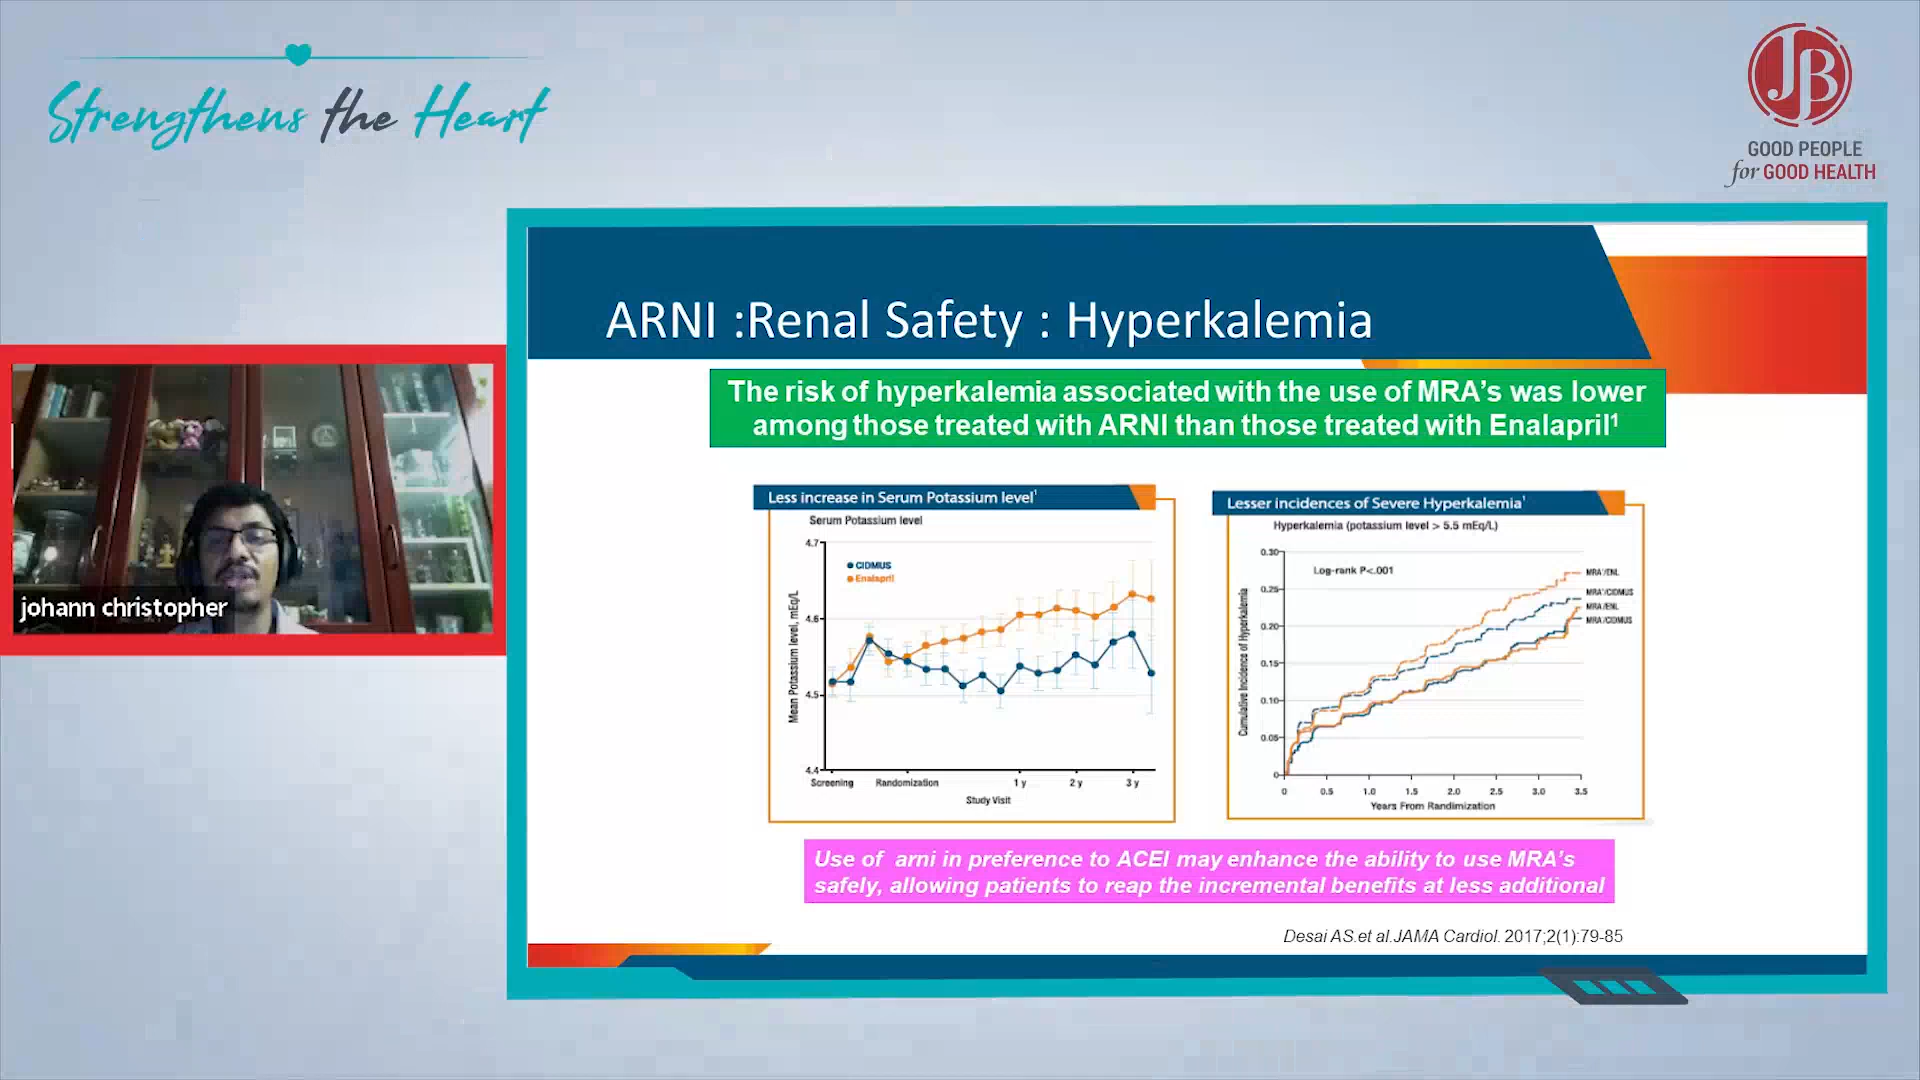 Strengthens the Heart
JB
GOOD PEOPLE
for GOOD HEALTH
johann christopher
ARNI :Renal Safety : Hyperkalemia
The risk of hyperkalemia associated with the use of MRA's was lower
among those treated with ARNI than those treated with Enalapril¹
Less increase in Serum Potassium level¹
Serum Potassium level
4.7
4.6
4.5
4.4
Mean Potassium level, mEq/L
CIDMUS
Enalapril
Screening
Randomization
1 y
2 y
3 y
Study Visit
Lesser incidences of Severe Hyperkalemia¹
Hyperkalemia (potassium level > 5.5 mEq/L)
Log-rank P<.001
Cumulative Incidence of Hyperkalemia
0.30
0.25
0.20
0.15
0.10
0.05
0
MRA⁺/ENL
MRA⁺/CIDMUS
MRA⁻/ENL
MRA⁻/CIDMUS
0
0.5
1.0
1.5
2.0
2.5
3.0
3.5
Years From Randimization
Use of arni in preference to ACEI may enhance the ability to use MRA's
safely, allowing patients to reap the incremental benefits at less additional
Desai AS.et al.JAMA Cardiol. 2017;2(1):79-85